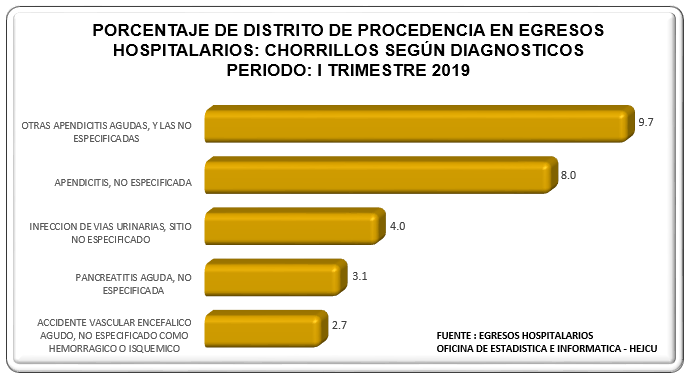 PORCENTAJE DE DISTRITO DE PROCEDENCIA EN EGRESOS
HOSPITALARIOS: CHORRILLOS SEGÚN DIAGNOSTICOS
PERIODO: I TRIMESTRE 2019
OTRAS APENDICITIS AGUDAS, Y LAS NO
ESPECIFICADAS
9.7
APENDICITIS, NO ESPECIFICADA
8.0
INFECCION DE VIAS URINARIAS, SITIO
NO ESPECIFICADO
4.0
PANCREATITIS AGUDA, NO
ESPECIFICADA
3.1
ACCIDENTE VASCULAR ENCEFALICO
AGUDO, NO ESPECIFICADO COMO
HEMORRAGICO O ISQUEMICO
2.7
FUENTE : EGRESOS HOSPITALARIOS
OFICINA DE ESTADISTICA E INFORMATICA - HEJCU